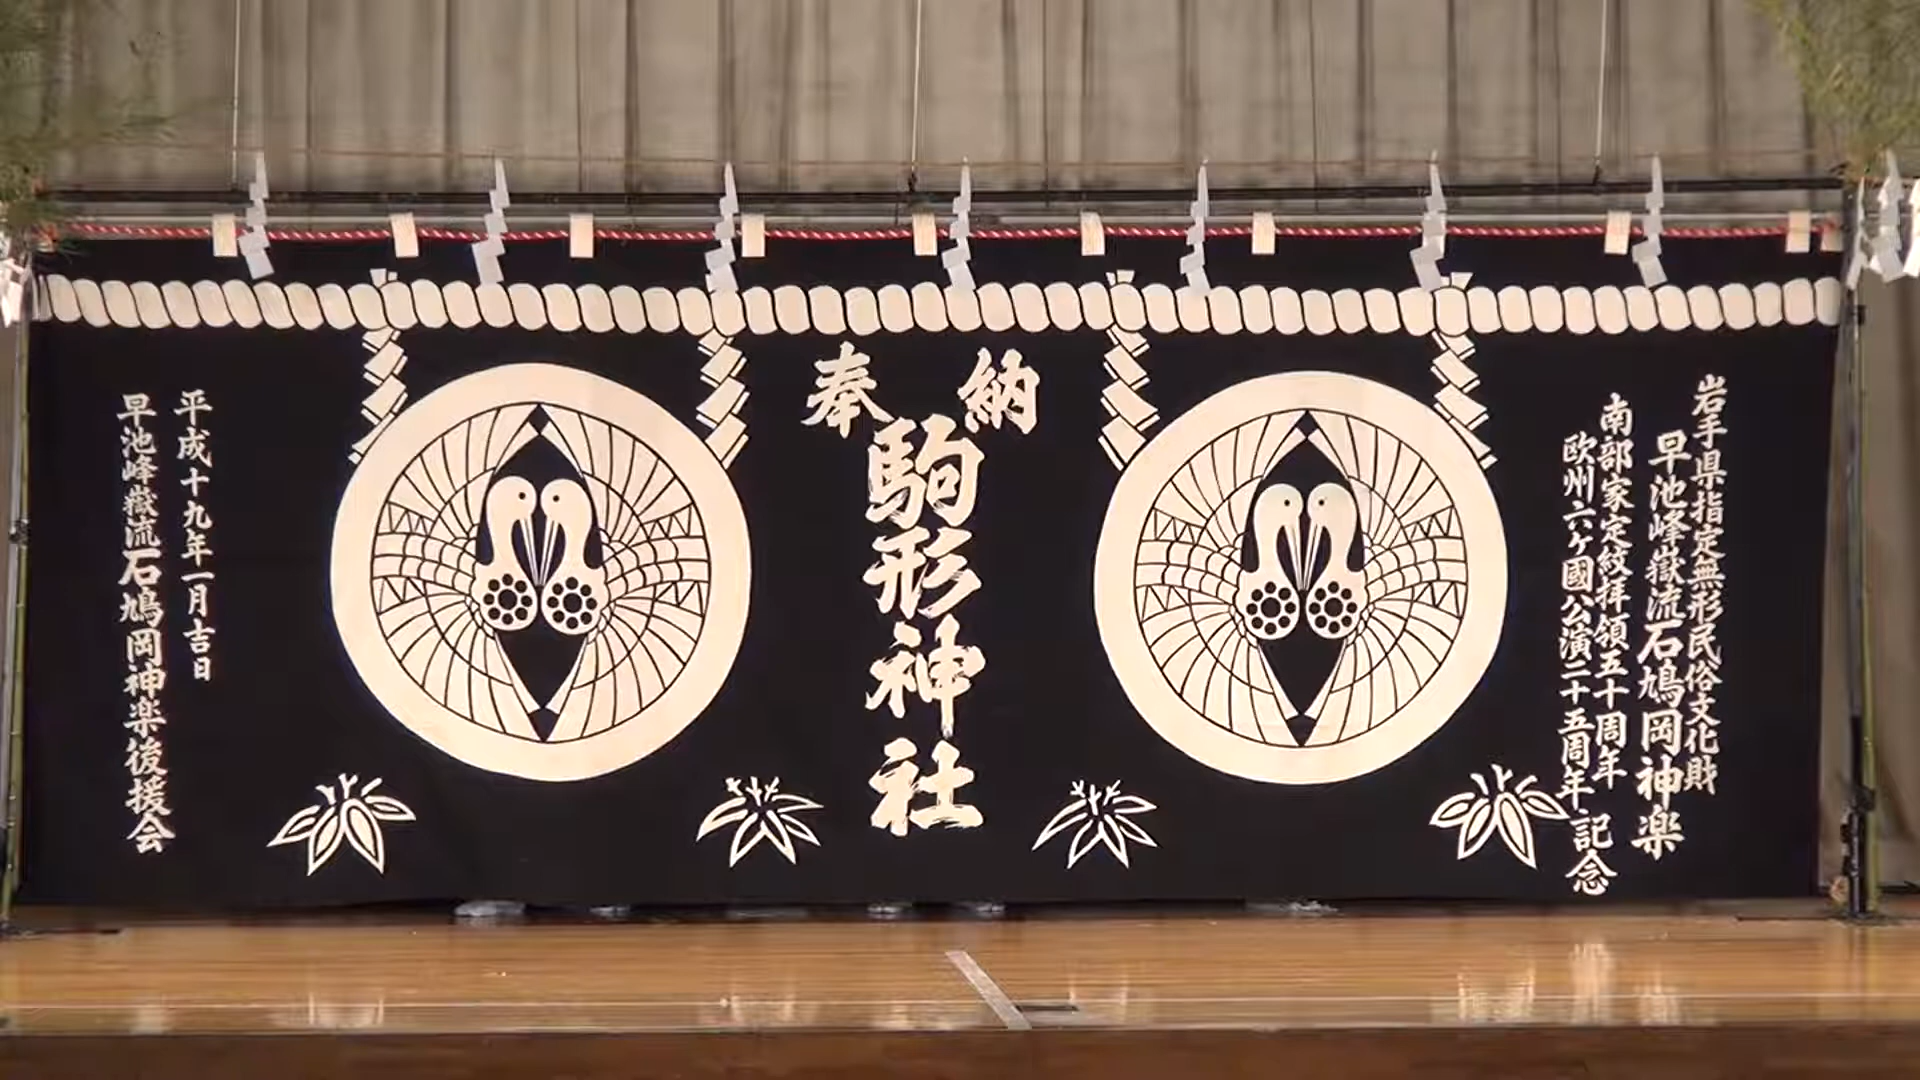 岩手県指定無形民俗文化財
早池峰嶽流石鳩岡神楽
南部家定紋拝領五十周年
欧州六ヶ國公演二十五周年記念
奉納
駒形神社
平成十九年一月吉日
早池峰嶽流石鳩岡神楽後援会